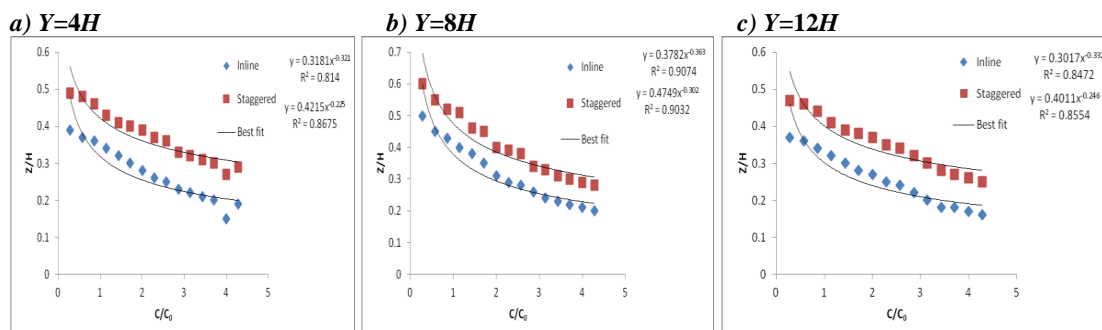 a) Y=4H
b) Y=8H
c) Y=12H
0.6
0.5
0.4
0.3
0.2
0.1
0
z/H
0 1 2 3 4 5
C/C₀
Inline
Staggered
Best fit
y = 0.3181x^-0.321
R² = 0.814
y = 0.4215x^-0.225
R² = 0.8675
0.7
0.6
0.5
0.4
0.3
0.2
0.1
0
z/H
0 1 2 3 4 5
C/C₀
Inline
Staggered
Best fit
y = 0.3782x^-0.363
R² = 0.9074
y = 0.4749x^-0.302
R² = 0.9032
0.6
0.5
0.4
0.3
0.2
0.1
0
z/H
0 1 2 3 4 5
C/C₀
Inline
Staggered
Best fit
y = 0.3017x^-0.332
R² = 0.8472
y = 0.4011x^-0.246
R² = 0.8554